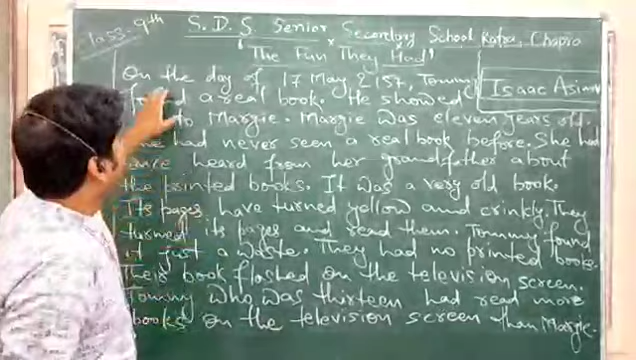 Class- 9th
S. D. S Senior Secondary School Katra, Chapra
"The Fun They Had"
Isaac Asimov
On the day of 17 May 2157, Tommy
found a real book. He showed
to Margie. Margie was eleven years old.
She had never seen a real book before. She had
once heard from her grandfather about
the printed books. It was a very old book.
Its pages have turned yellow and crinkly. They
turned its pages and read them. Tommy found
it just a waste. They had no printed books.
Their book flashed on the television screen.
Tommy who was thirteen had read more
books on the television screen than Margie.